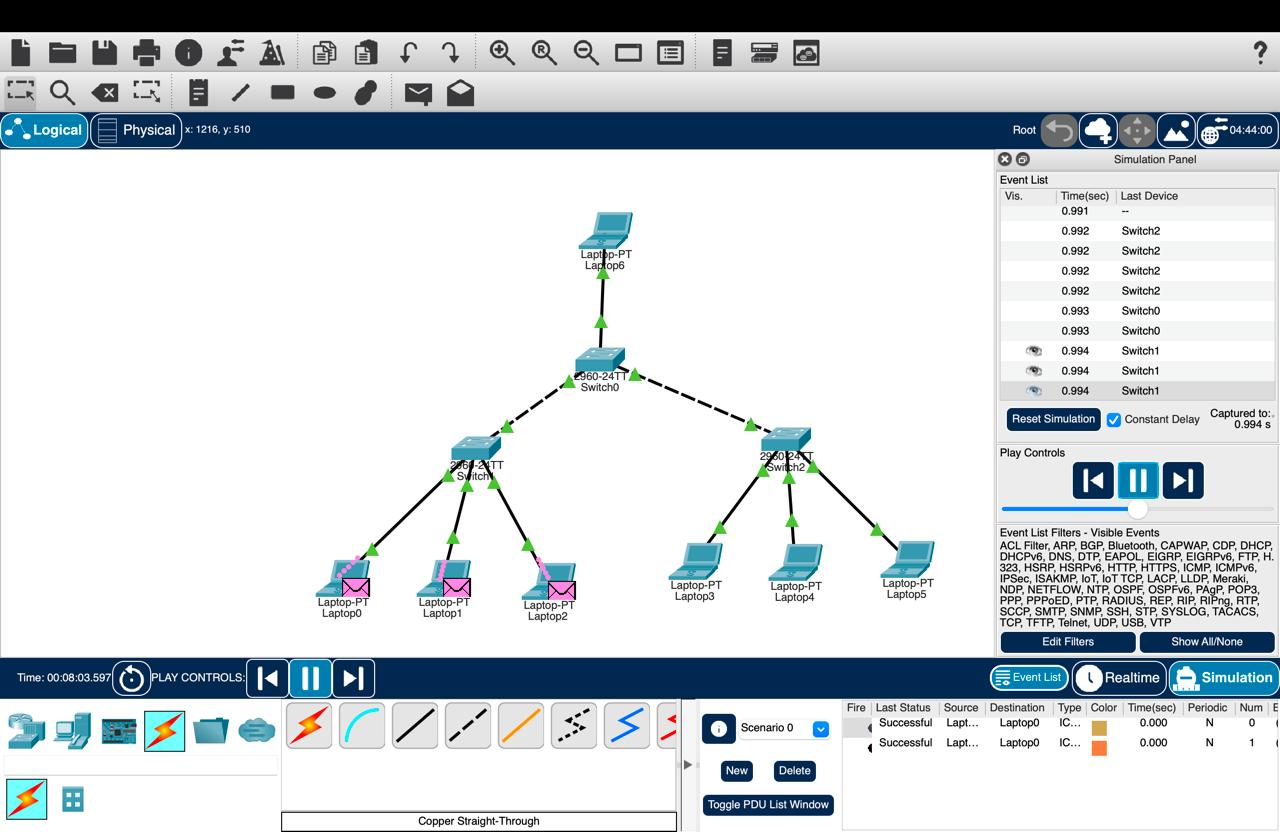 Logical
Physical
x: 1216, y: 510
Root
04:44:00
Simulation Panel
Event List
Vis. Time(sec) Last Device
0.991 --
0.992 Switch2
0.992 Switch2
0.992 Switch2
0.992 Switch2
0.993 Switch0
0.993 Switch0
0.994 Switch1
0.994 Switch1
0.994 Switch1
Reset Simulation
Constant Delay
Captured to:
0.994 s
Play Controls
Event List Filters - Visible Events
ACL Filter, ARP, BGP, Bluetooth, CAPWAP, CDP, DHCP,
DHCPv6, DNS, DTP, EAPOL, EIGRP, EIGRPv6, FTP, H.
323, HSRP, HSRPv6, HTTP, HTTPS, ICMP, ICMPv6,
IPSec, ISAKMP, IoT, IoT TCP, LACP, LLDP, Meraki,
NDP, NETFLOW, NTP, OSPF, OSPFv6, PAgP, POP3,
PPP, PPPoED, PTP, RADIUS, REP, RIP, RIPng, RTP,
SCCP, SMTP, SNMP, SSH, STP, SYSLOG, TACACS,
TCP, TFTP, Telnet, UDP, USB, VTP
Edit Filters
Show All/None
Laptop-PT
Laptop6
2960-24TT
Switch0
2960-24TT
Switch1
2960-24TT
Switch2
Laptop-PT
Laptop0
Laptop-PT
Laptop1
Laptop-PT
Laptop2
Laptop-PT
Laptop3
Laptop-PT
Laptop4
Laptop-PT
Laptop5
Time: 00:08:03.597
PLAY CONTROLS:
Event List
Realtime
Simulation
Copper Straight-Through
Scenario 0
New
Delete
Toggle PDU List Window
Fire Last Status Source Destination Type Color Time(sec) Periodic Num E
Successful Lapt... Laptop0 IC... 0.000 N 0
Successful Lapt... Laptop0 IC... 0.000 N 1